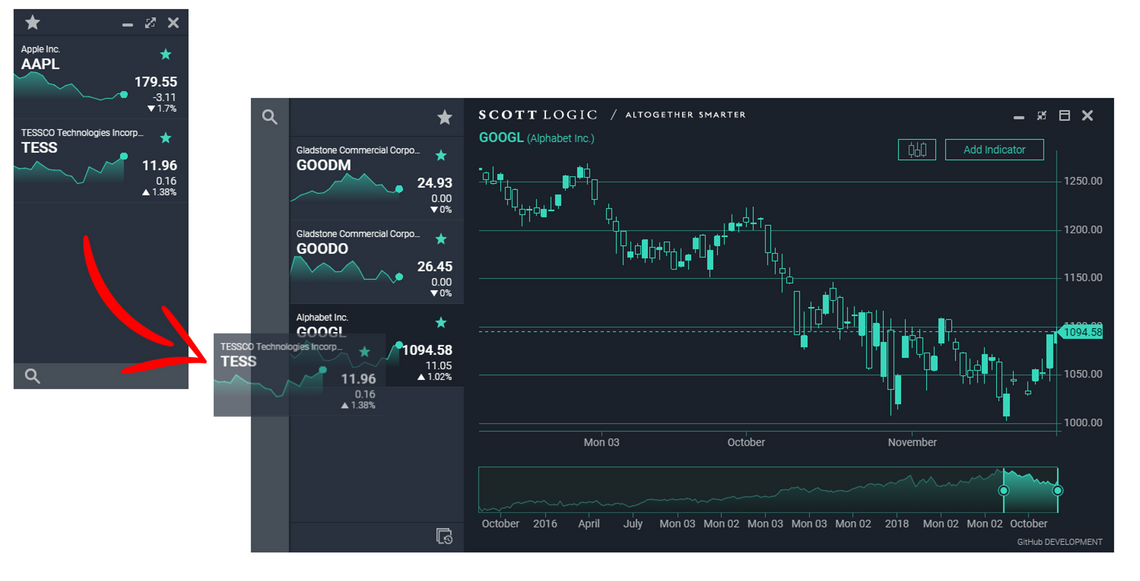 Apple Inc.
AAPL
179.55
-3.11
▼1.7%
TESSCO Technologies Incorp...
TESS
11.96
0.16
▲1.38%
SCOTT LOGIC / ALTOGETHER SMARTER
GOOGL (Alphabet Inc.)
Add Indicator
Gladstone Commercial Corpo...
GOODM
24.93
0.00
▼0%
Gladstone Commercial Corpo...
GOODO
26.45
0.00
▼0%
Alphabet Inc.
GOOGL
1094.58
11.05
▲1.02%
TESSCO Technologies Incorp...
TESS
11.96
0.16
▲1.38%
1250.00
1200.00
1150.00
1100.00
1094.58
1050.00
1000.00
Mon 03 October November
October 2016 April July Mon 03 Mon 02 Mon 03 Mon 03 Mon 02 2018 Mon 02 Mon 02 October
GitHub DEVELOPMENT